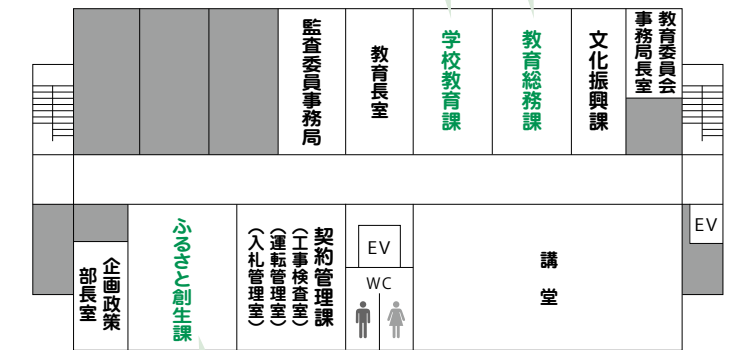 監査委員事務局
教育長室
学校教育課
教育総務課
文化振興課
教育委員会
事務局長室
企画政策
部長室
ふるさと創生課
契約管理課
（工事検査室）
（運転管理室）
（入札管理室）
EV
WC
講堂
EV